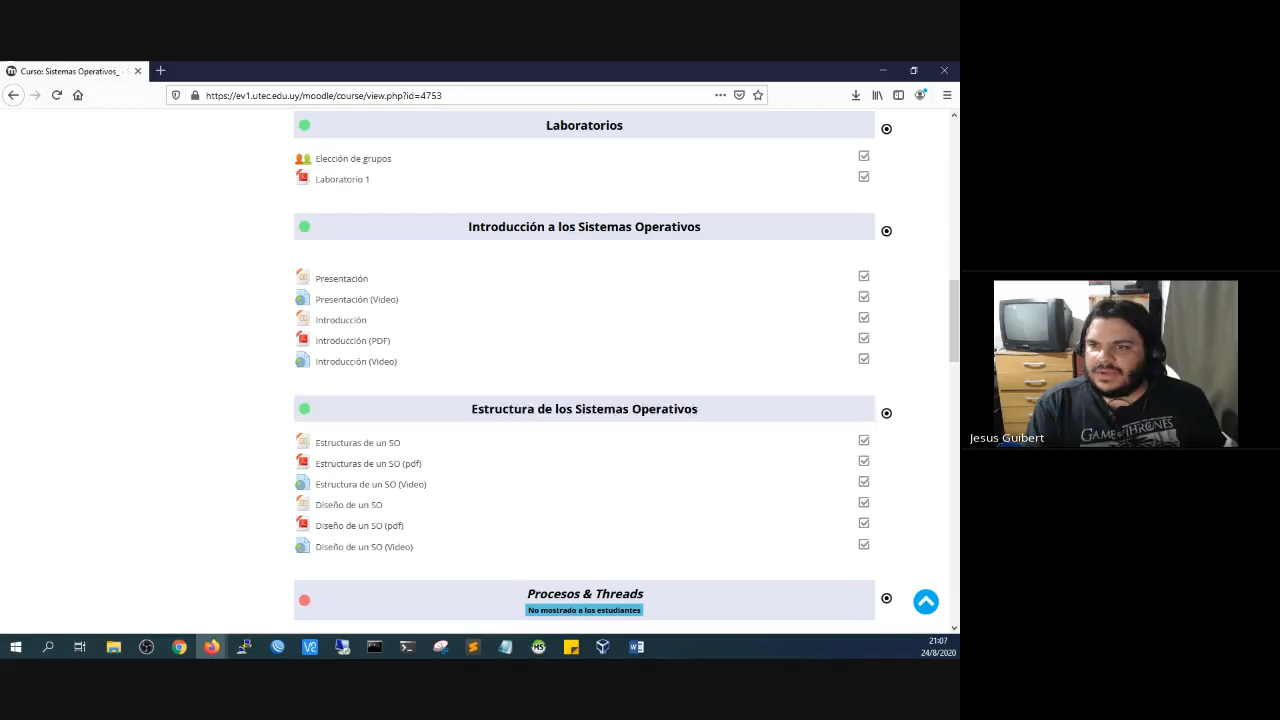 Curso: Sistemas Operativos_ -
https://ev1.utec.edu.uy/moodle/course/view.php?id=4753
Laboratorios
Elección de grupos
Laboratorio 1
Introducción a los Sistemas Operativos
Presentación
Presentación (Video)
Introducción
Introducción (PDF)
Introducción (Video)
Estructura de los Sistemas Operativos
Estructuras de un SO
Estructuras de un SO (pdf)
Estructura de un SO (Video)
Diseño de un SO
Diseño de un SO (pdf)
Diseño de un SO (Video)
Procesos & Threads
No mostrado a los estudiantes
21:07
24/8/2020
GAME OF THRONES
Jesus Guibert